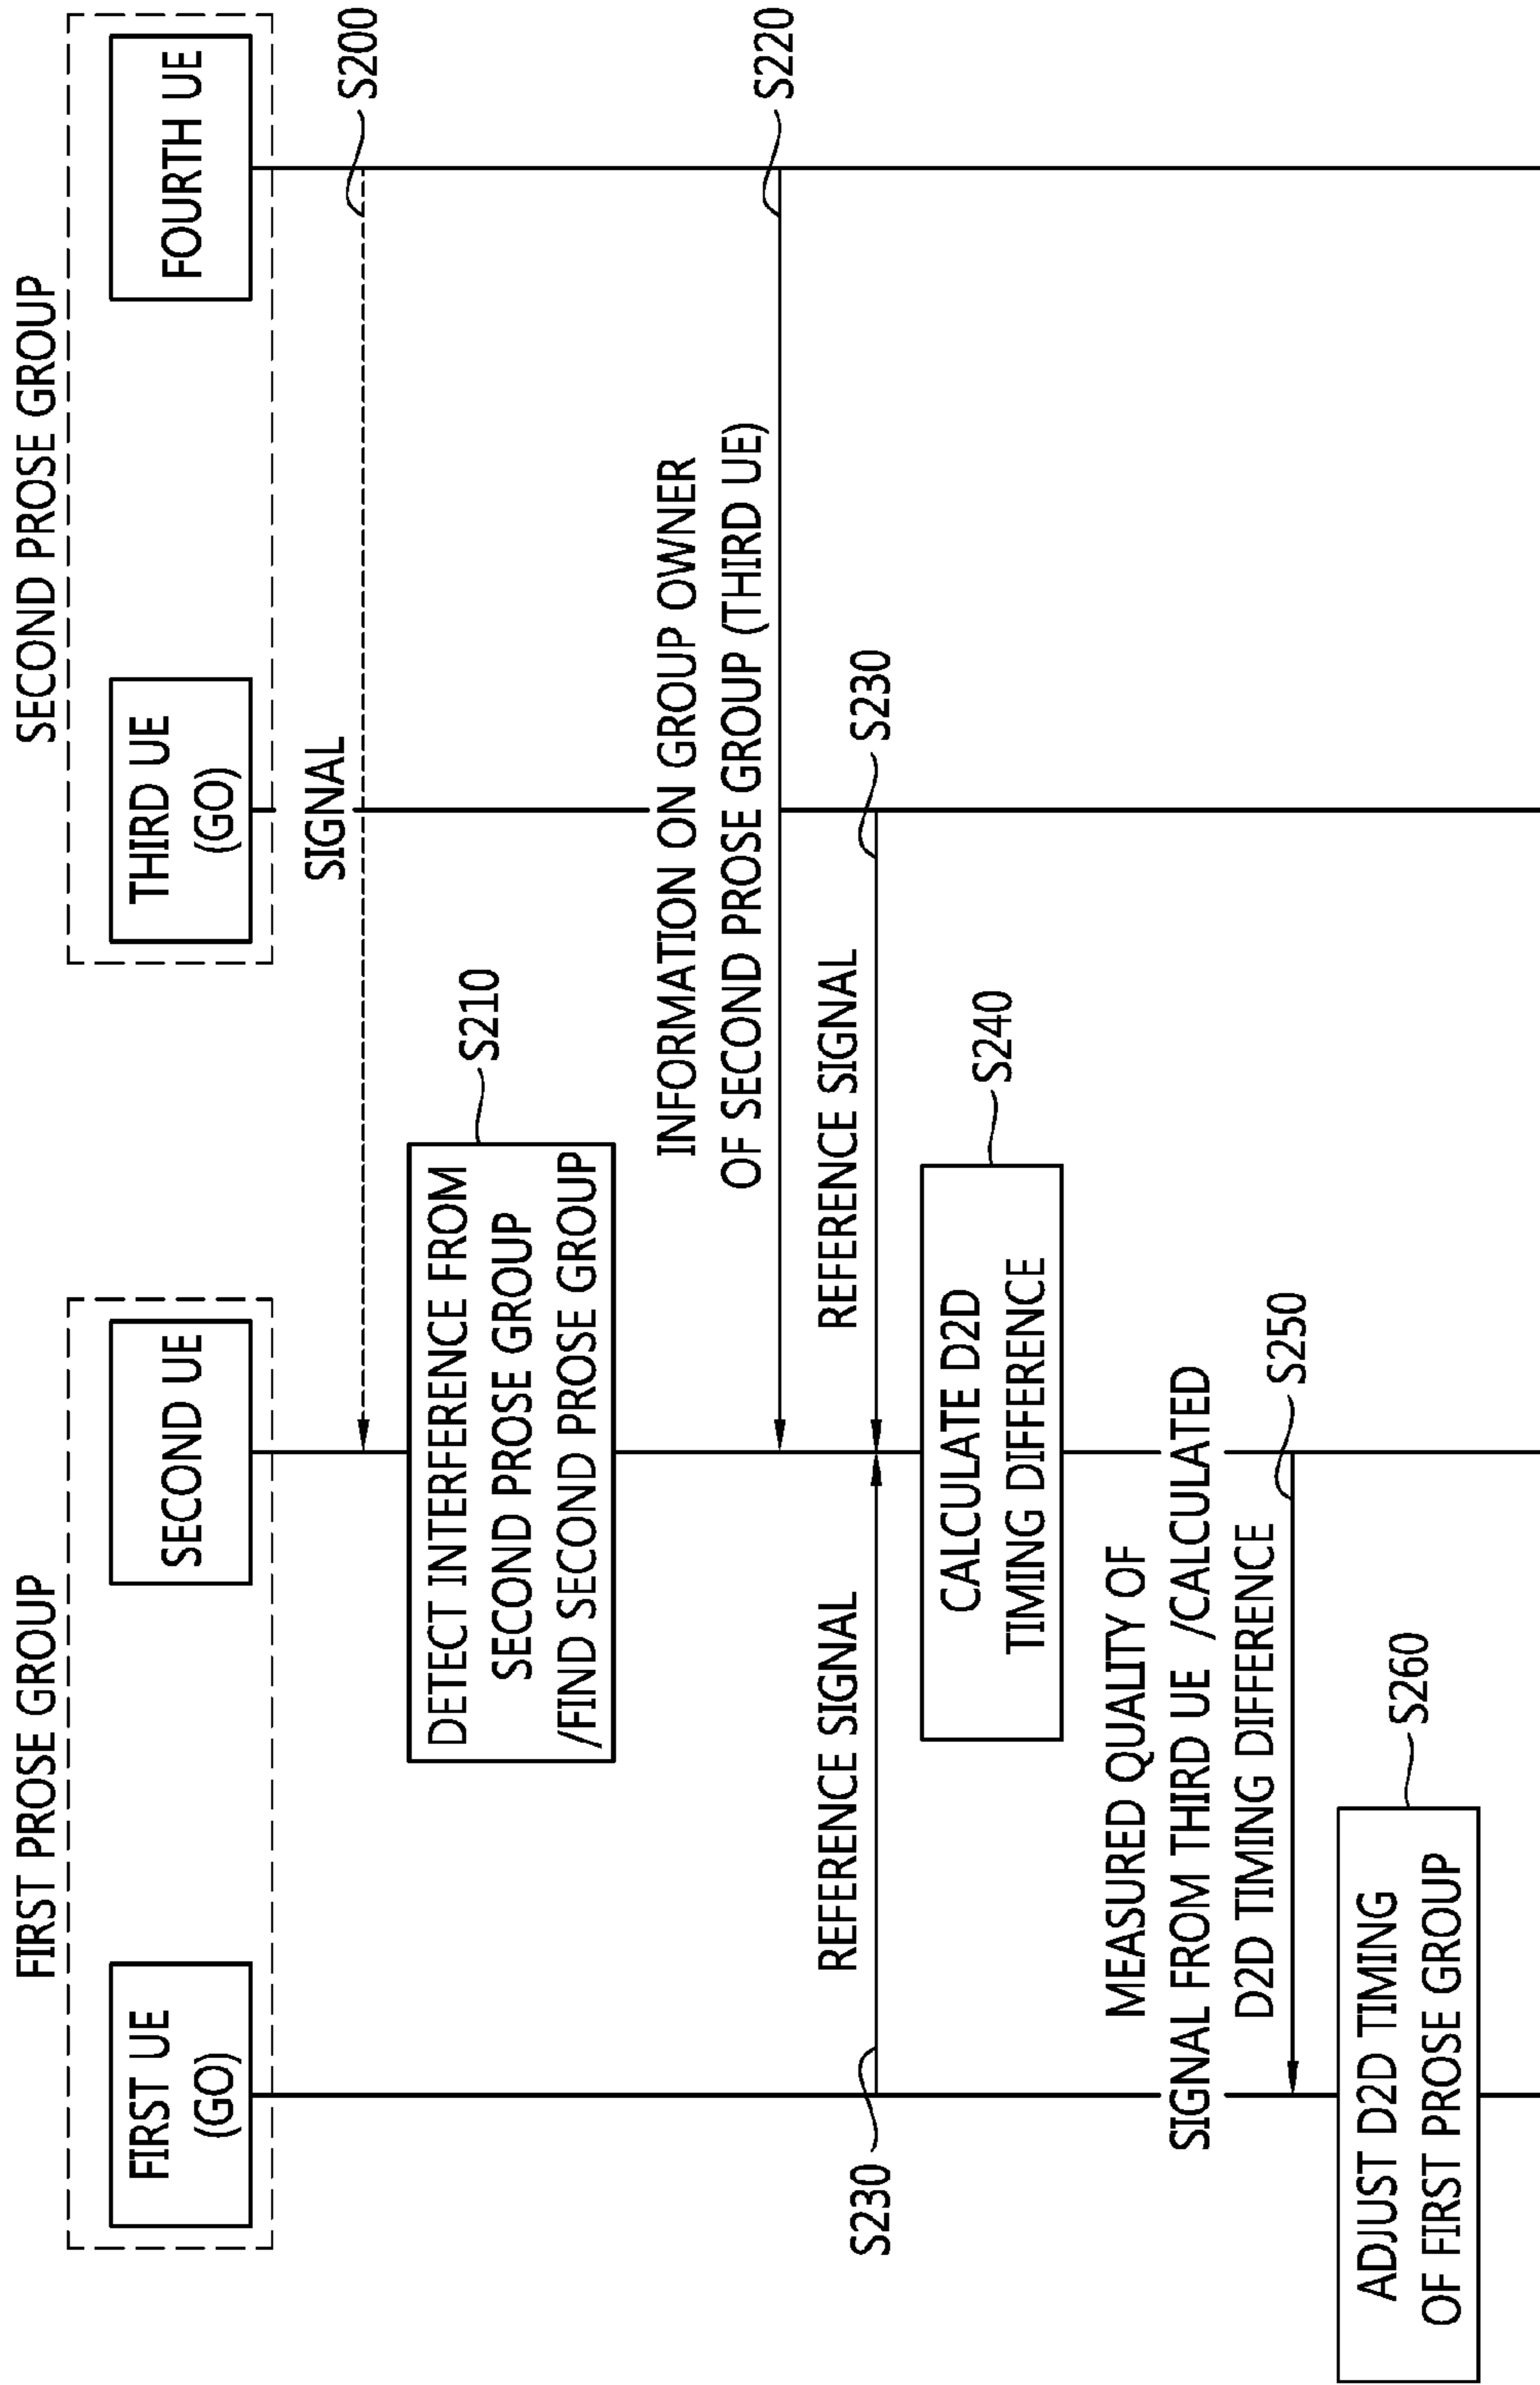 FIRST PROSE GROUP
SECOND PROSE GROUP
FIRST UE
(GO)
SECOND UE
THIRD UE
(GO)
FOURTH UE
SIGNAL
S200
DETECT INTERFERENCE FROM
SECOND PROSE GROUP
/FIND SECOND PROSE GROUP
S210
INFORMATION ON GROUP OWNER
OF SECOND PROSE GROUP (THIRD UE)
S220
S230
REFERENCE SIGNAL
REFERENCE SIGNAL
S230
CALCULATE D2D
TIMING DIFFERENCE
S240
MEASURED QUALITY OF
SIGNAL FROM THIRD UE /CALCULATED
D2D TIMING DIFFERENCE
S250
ADJUST D2D TIMING
OF FIRST PROSE GROUP
S260